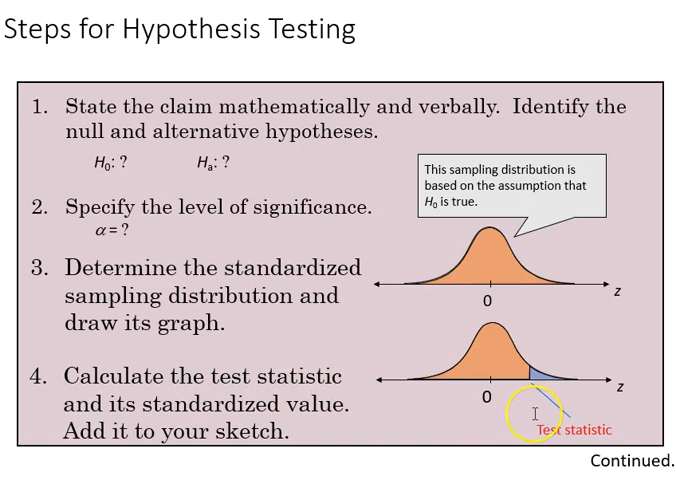 Steps for Hypothesis Testing
1. State the claim mathematically and verbally. Identify the
null and alternative hypotheses.
H₀: ? Hₐ: ?
This sampling distribution is
based on the assumption that
H₀ is true.
2. Specify the level of significance.
α = ?
3. Determine the standardized
sampling distribution and
draw its graph.
z
0
4. Calculate the test statistic
and its standardized value.
Add it to your sketch.
z
0
Test statistic
Continued.